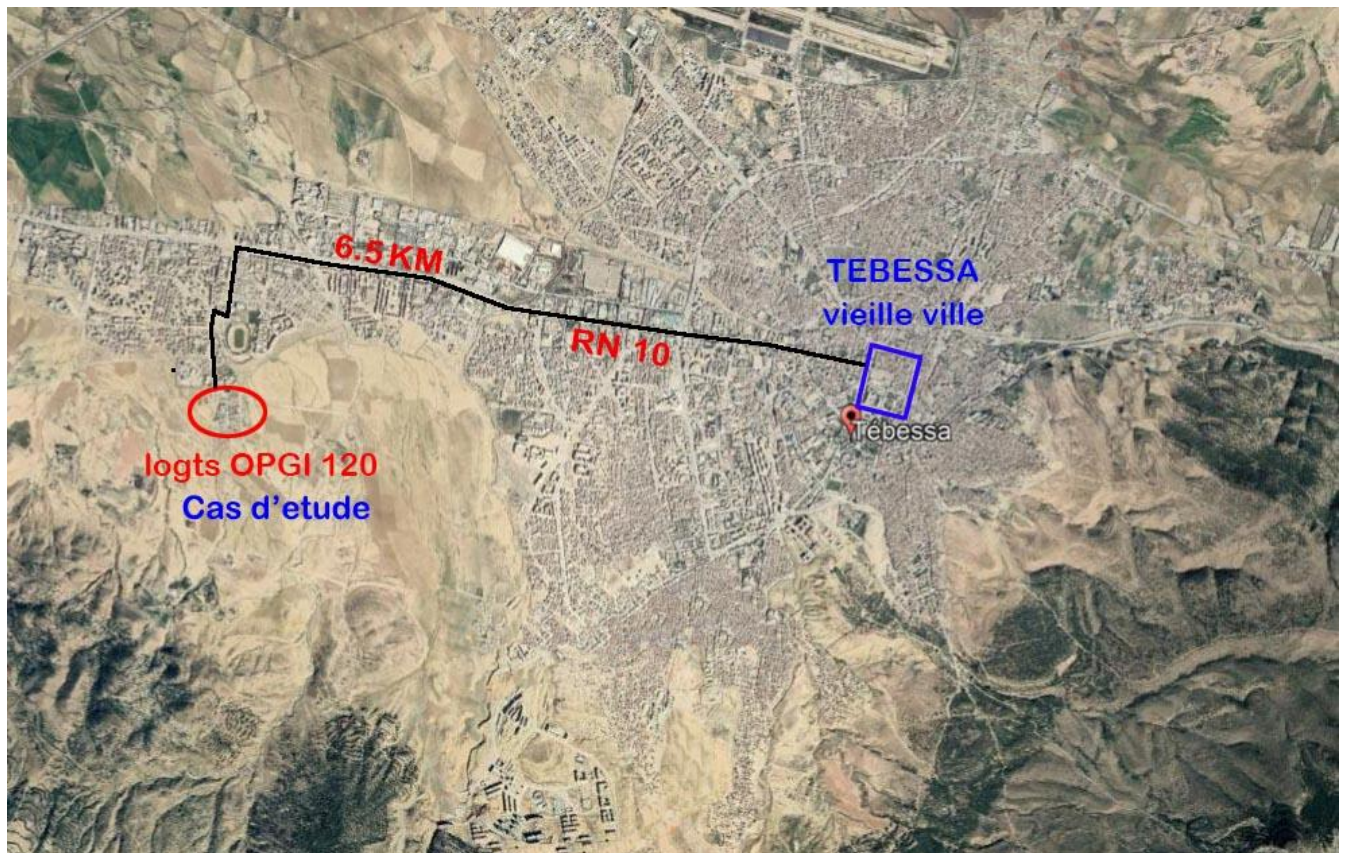 6.5 KM
RN 10
TEBESSA
vieille ville
Tébessa
logts OPGI 120
Cas d'etude